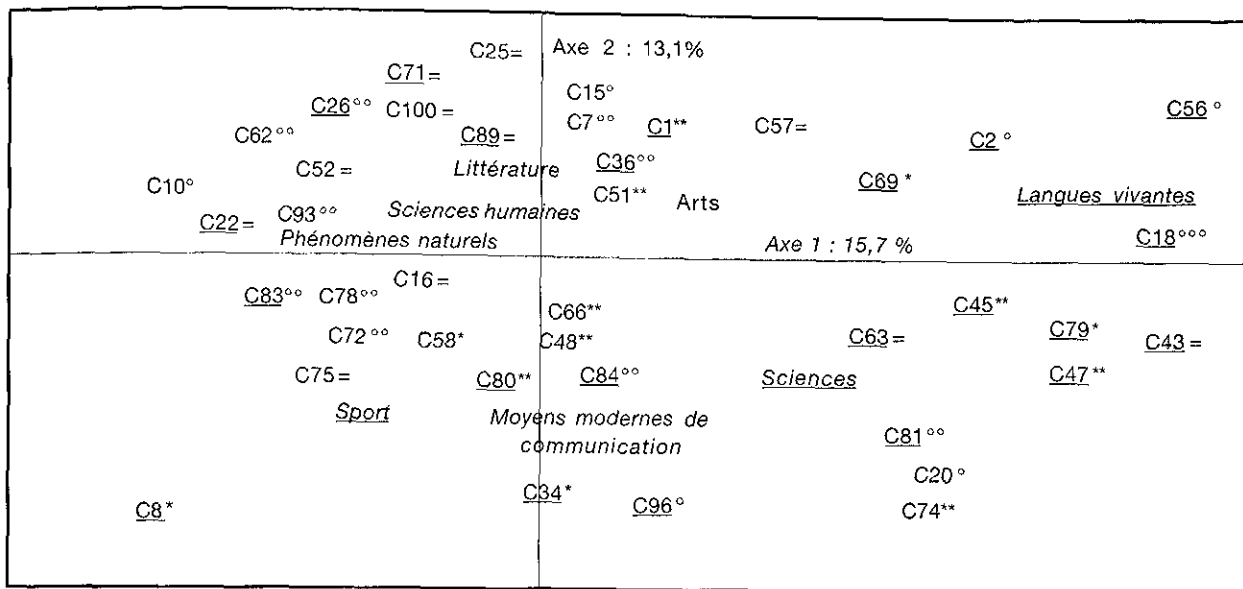 C25= Axe 2 : 13,1%
C71=
C15°
C56°
C26°° C100=
C7°° C1** C57=
C62°° C89= C2°
C36°°
C52= Littérature
C69*
C10° C51** Arts Langues vivantes
C93°° Sciences humaines
C22=
Phénomènes naturels Axe 1 : 15,7 % C18°°°
C16=
C83°° C78°°
C66** C45**
C72°° C58* C48** C63= C79* C43=
C75= C80** C84°° Sciences C47**
Sport Moyens modernes de
communication C81°°
C20°
C34*
C8* C96° C74**